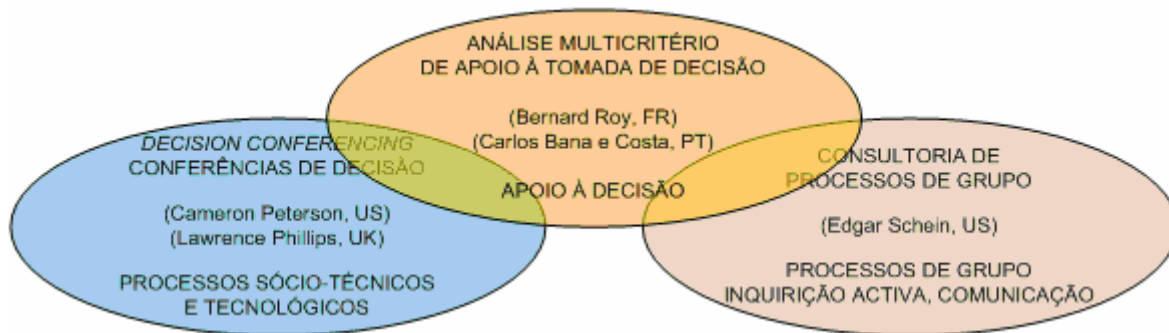 ANÁLISE MULTICRITÉRIO
DE APOIO À TOMADA DE DECISÃO
(Bernard Roy, FR)
(Carlos Bana e Costa, PT)
APOIO À DECISÃO
DECISION CONFERENCING
CONFERÊNCIAS DE DECISÃO
(Cameron Peterson, US)
(Lawrence Phillips, UK)
PROCESSOS SÓCIO-TÉCNICOS
E TECNOLÓGICOS
CONSULTORIA DE
PROCESSOS DE GRUPO
(Edgar Schein, US)
PROCESSOS DE GRUPO
INQUIRIÇÃO ACTIVA, COMUNICAÇÃO